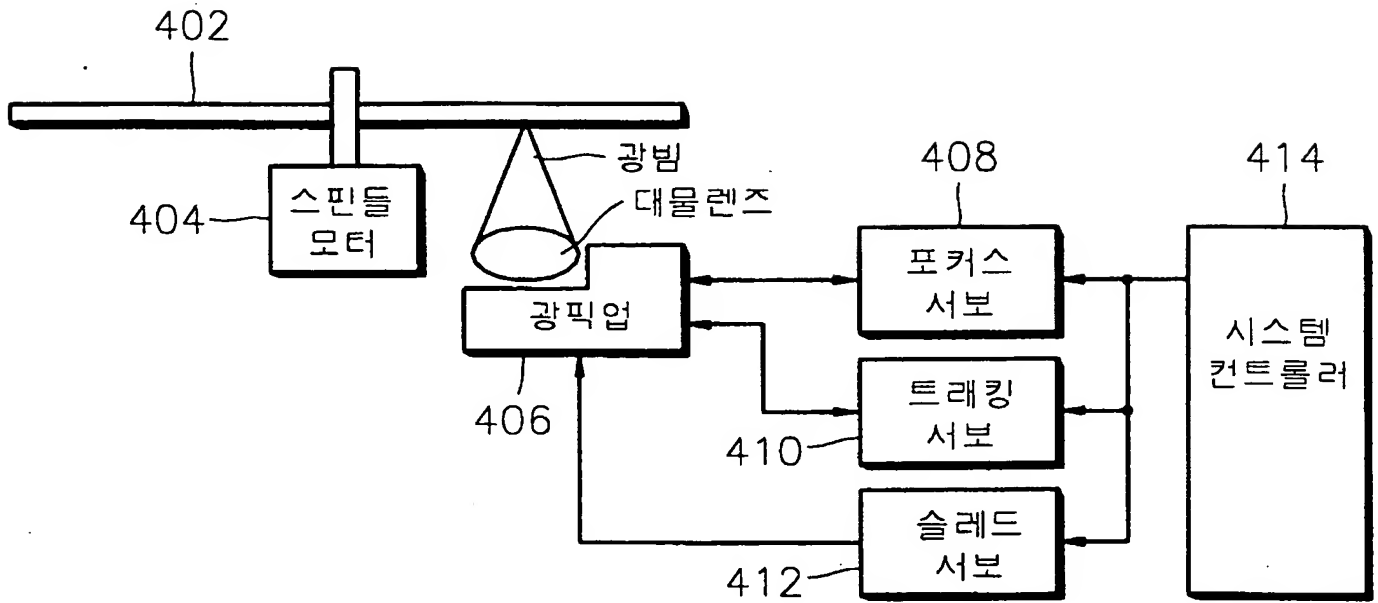 402
광빔
대물렌즈
408
414
404
스핀들
모터
포커스
서보
광픽업
시스템
컨트롤러
406
트래킹
서보
410
슬레드
서보
412